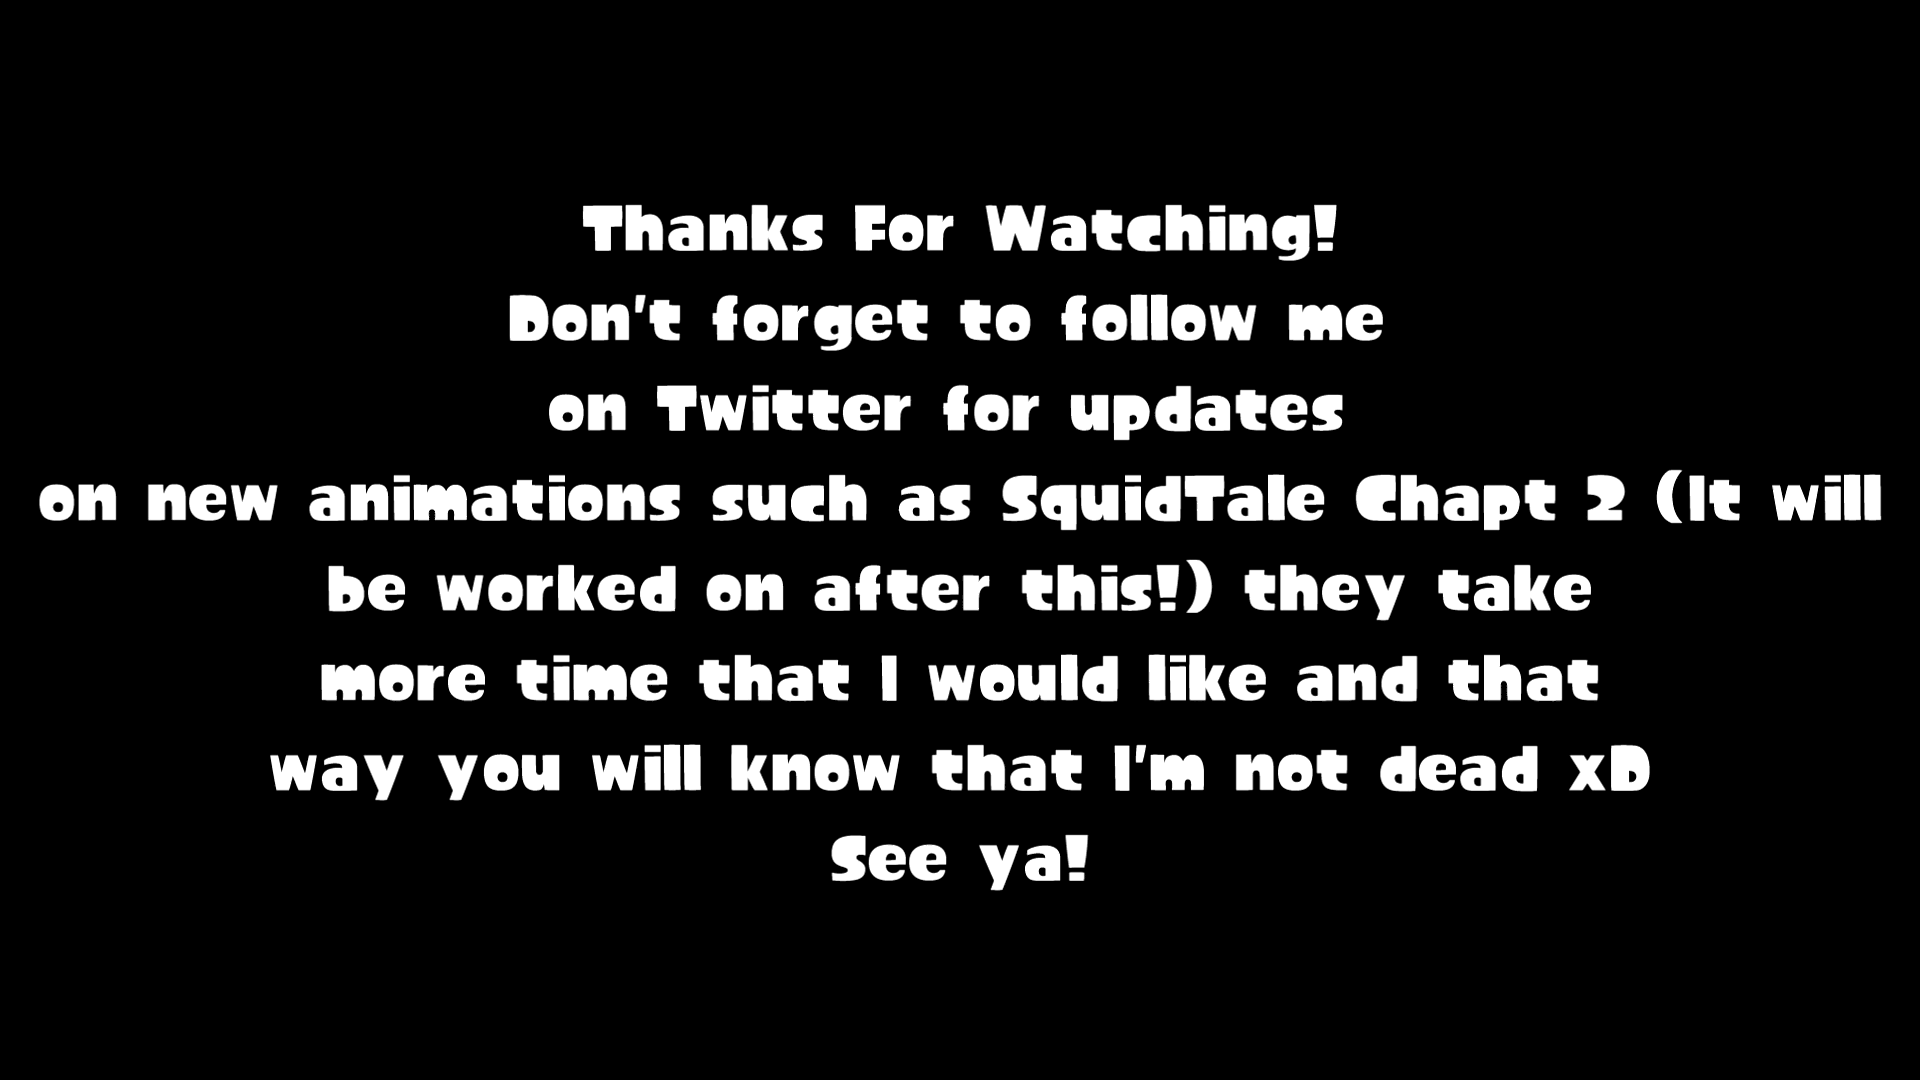 Thanks For Watching!
Don't forget to follow me
on Twitter for updates
on new animations such as SquidTale Chapt 2 (It will
be worked on after this!) they take
more time that I would like and that
way you will know that I'm not dead xD
See ya!